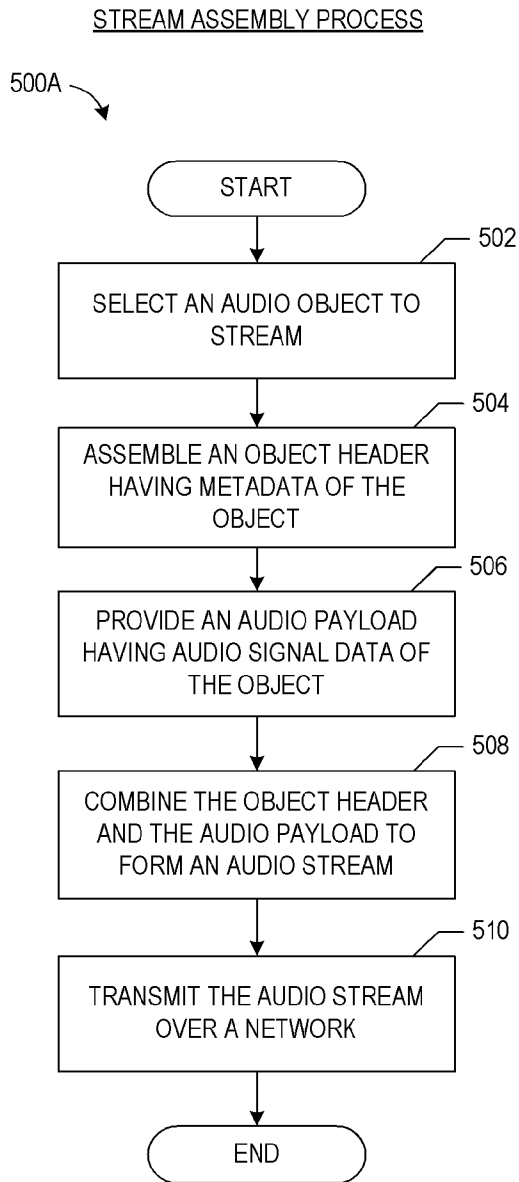 STREAM ASSEMBLY PROCESS
500A
START
502
SELECT AN AUDIO OBJECT TO
STREAM
504
ASSEMBLE AN OBJECT HEADER
HAVING METADATA OF THE
OBJECT
506
PROVIDE AN AUDIO PAYLOAD
HAVING AUDIO SIGNAL DATA OF
THE OBJECT
508
COMBINE THE OBJECT HEADER
AND THE AUDIO PAYLOAD TO
FORM AN AUDIO STREAM
510
TRANSMIT THE AUDIO STREAM
OVER A NETWORK
END